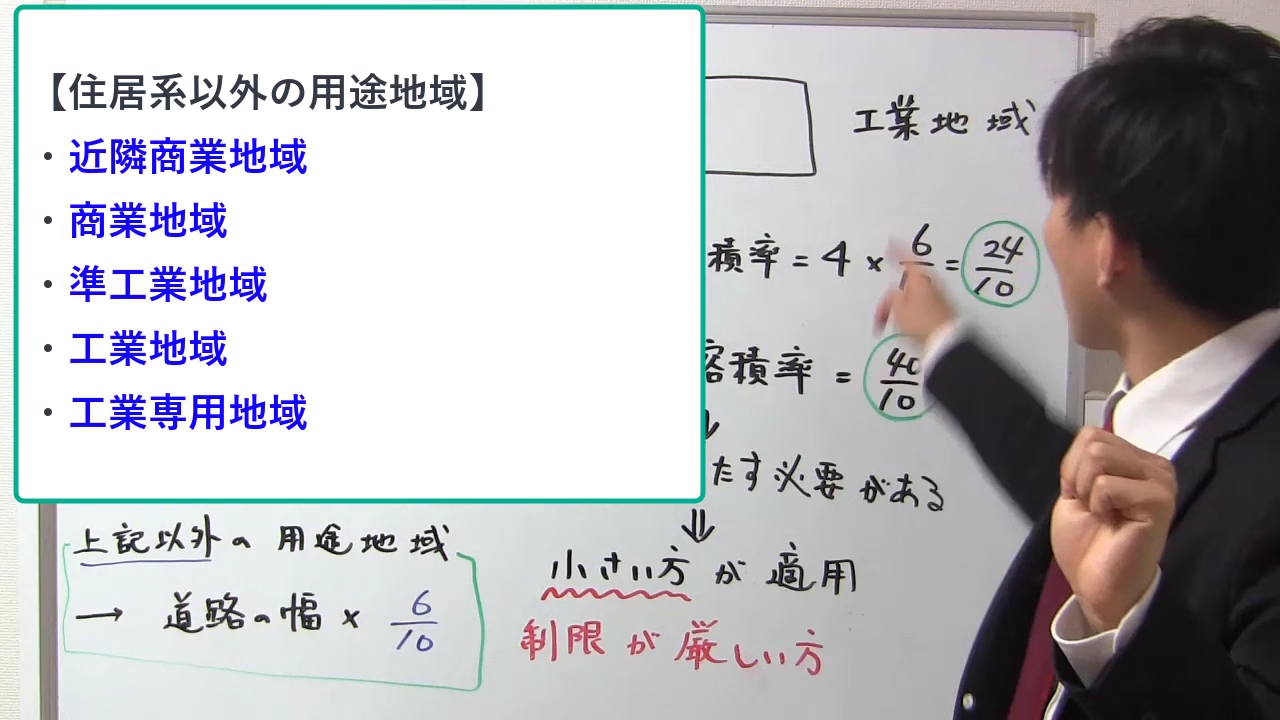 【住居系以外の用途地域】
・近隣商業地域
・商業地域
・準工業地域
・工業地域
・工業専用地域
工業地域
積率 = 4 × 6/10 = 24/10
容積率 = 40/10
たす必要がある
⇓
小さい方が適用
制限が厳しい方
上記以外の用途地域
→ 道路の幅 × 6/10